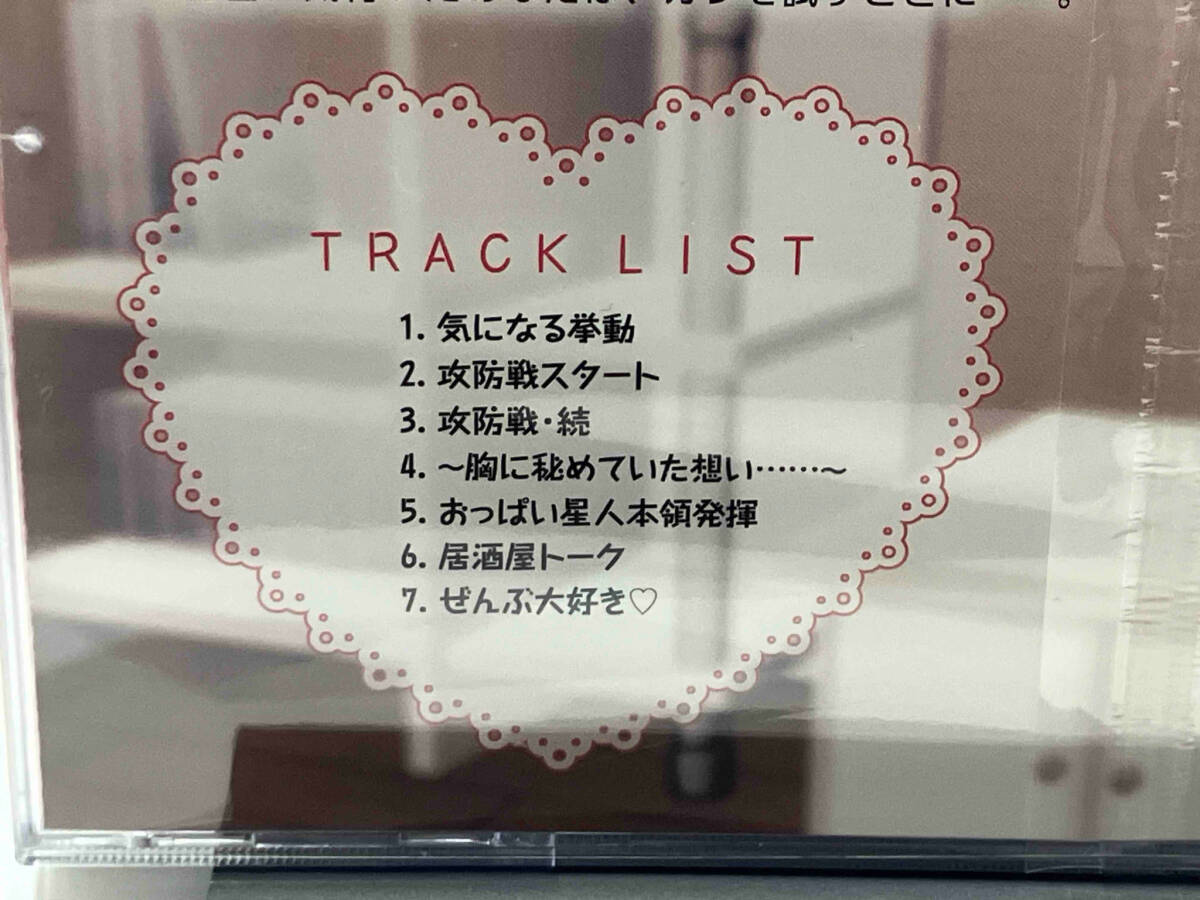 TRACK LIST
1. 気になる挙動
2. 攻防戦スタート
3. 攻防戦・続
4. ～胸に秘めていた想い……～
5. おっぱい星人本領発揮
6. 居酒屋トーク
7. ぜんぶ大好き♡